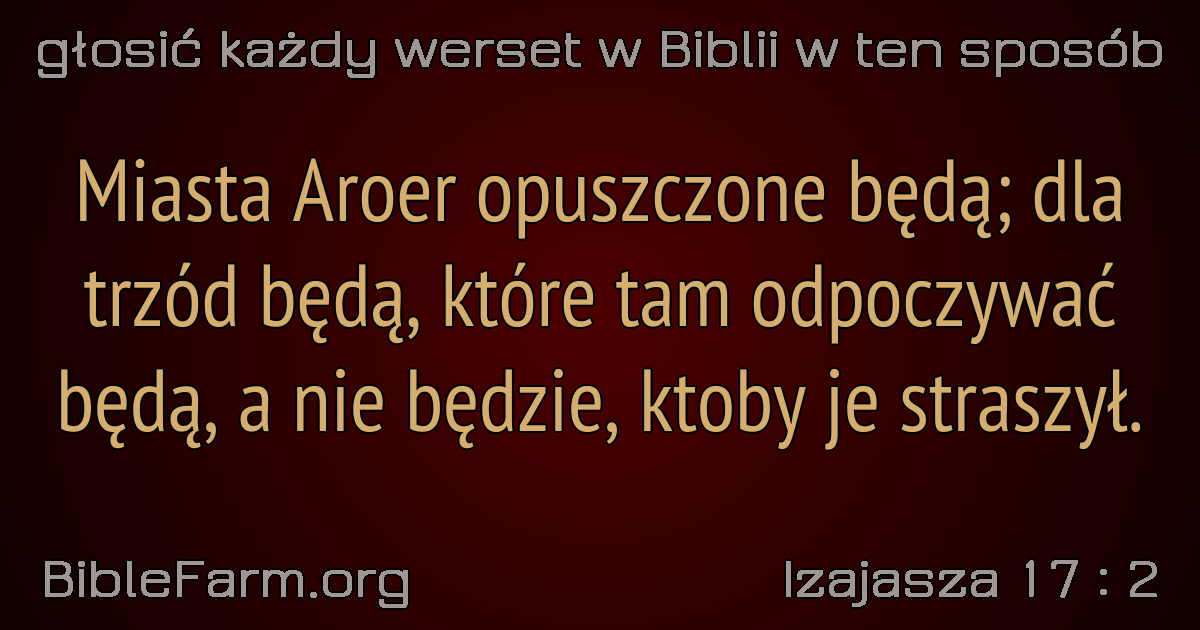 głosić każdy werset w Biblii w ten sposób
Miasta Aroer opuszczone będą; dla
trzód będą, które tam odpoczywać
będą, a nie będzie, ktoby je straszył.
BibleFarm.org
Izajasza 17 : 2